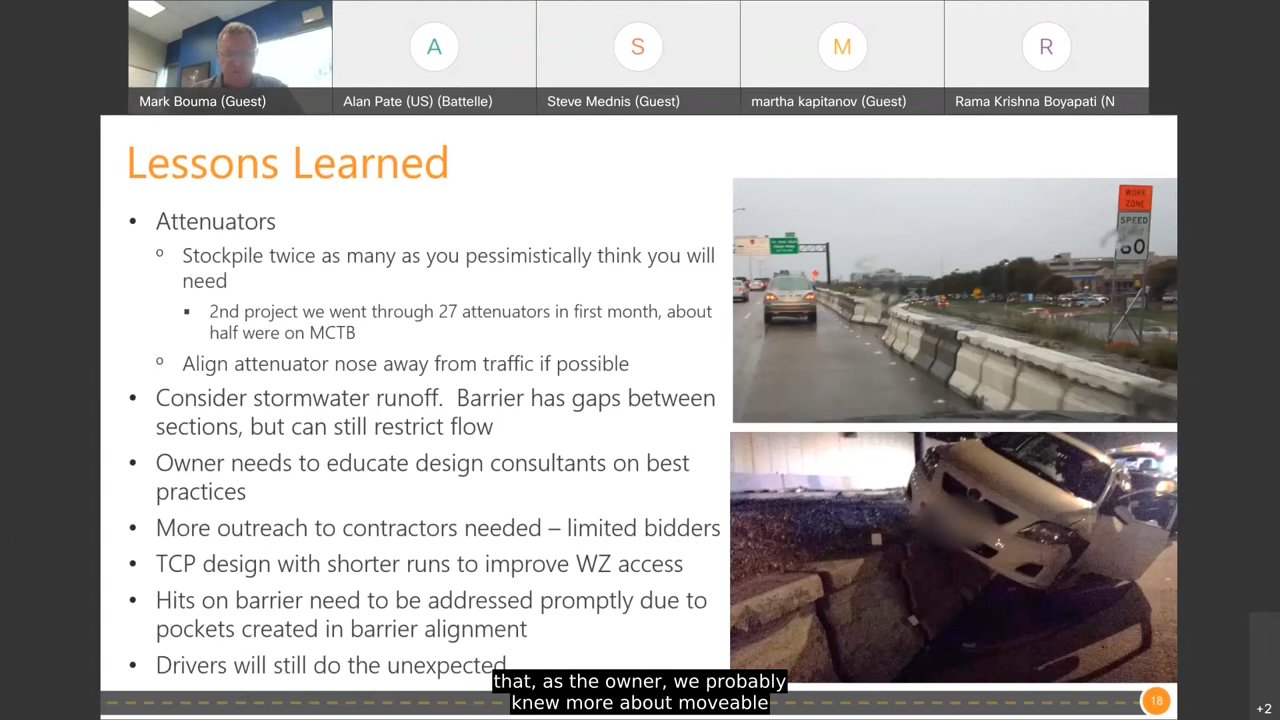 A
S
M
R
Mark Bouma (Guest)
Alan Pate (US) (Battelle)
Steve Mednis (Guest)
martha kapitanov (Guest)
Rama Krishna Boyapati (N
Lessons Learned
• Attenuators
o Stockpile twice as many as you pessimistically think you will
need
▪ 2nd project we went through 27 attenuators in first month, about
half were on MCTB
o Align attenuator nose away from traffic if possible
• Consider stormwater runoff. Barrier has gaps between
sections, but can still restrict flow
• Owner needs to educate design consultants on best
practices
• More outreach to contractors needed – limited bidders
• TCP design with shorter runs to improve WZ access
• Hits on barrier need to be addressed promptly due to
pockets created in barrier alignment
• Drivers will still do the unexpected
WORK
ZONE
SPEED
60
that, as the owner, we probably
knew more about moveable
18
+2